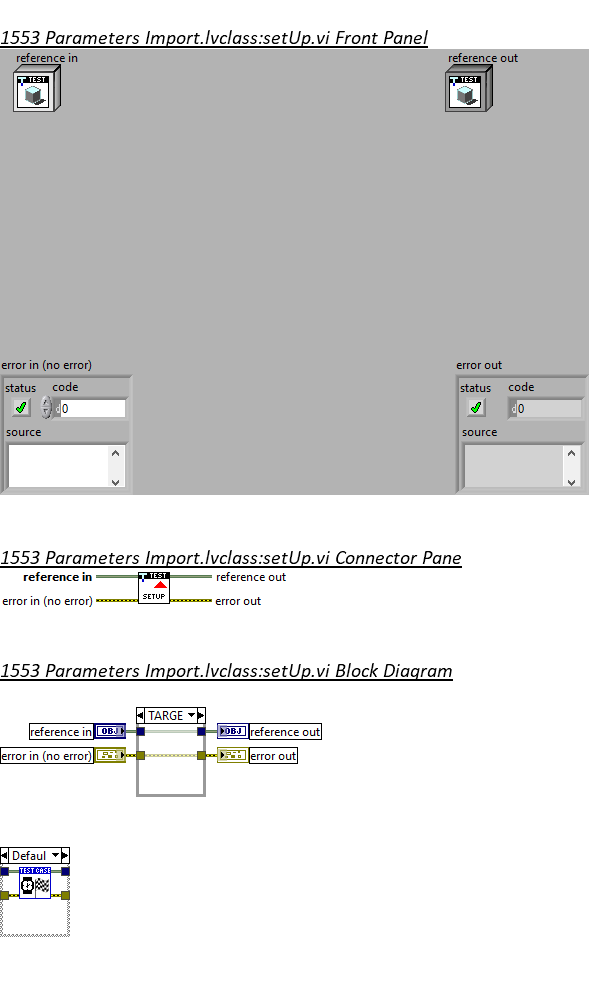 1553 Parameters Import.lvclass:setUp.vi Front Panel
reference in
reference out
TEST
TEST
error in (no error)
error out
status code
status code
d 0
d 0
source
source
1553 Parameters Import.lvclass:setUp.vi Connector Pane
reference in
TEST
reference out
error in (no error)
SETUP
error out
1553 Parameters Import.lvclass:setUp.vi Block Diagram
TARGE
reference in
OBJ
OBJ
reference out
error in (no error)
error out
Defaul
TEST CASE